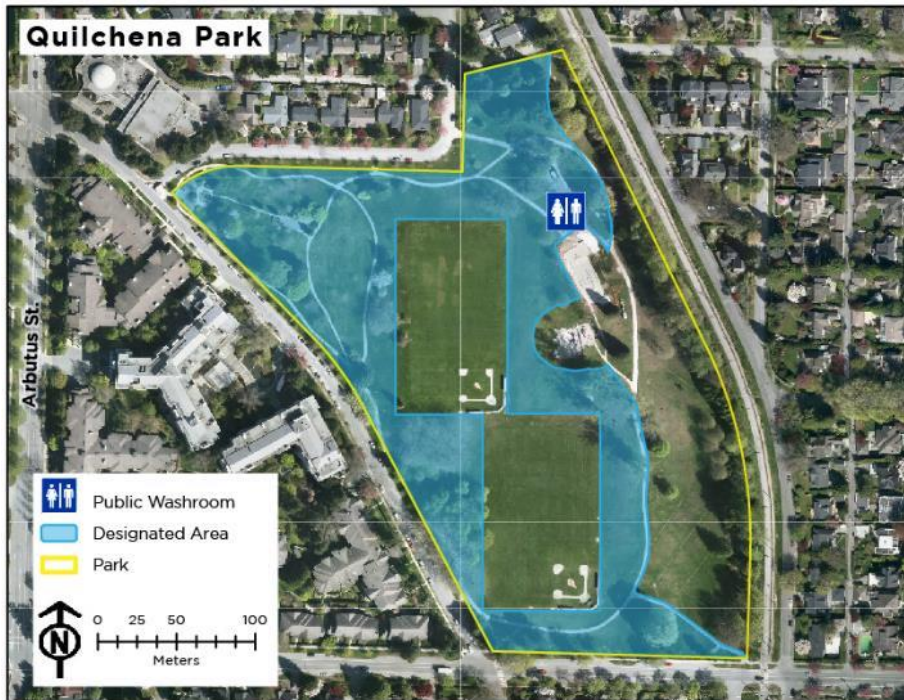 Quilchena Park
Arbutus St.
Public Washroom
Designated Area
Park
N
0 25 50 100
Meters